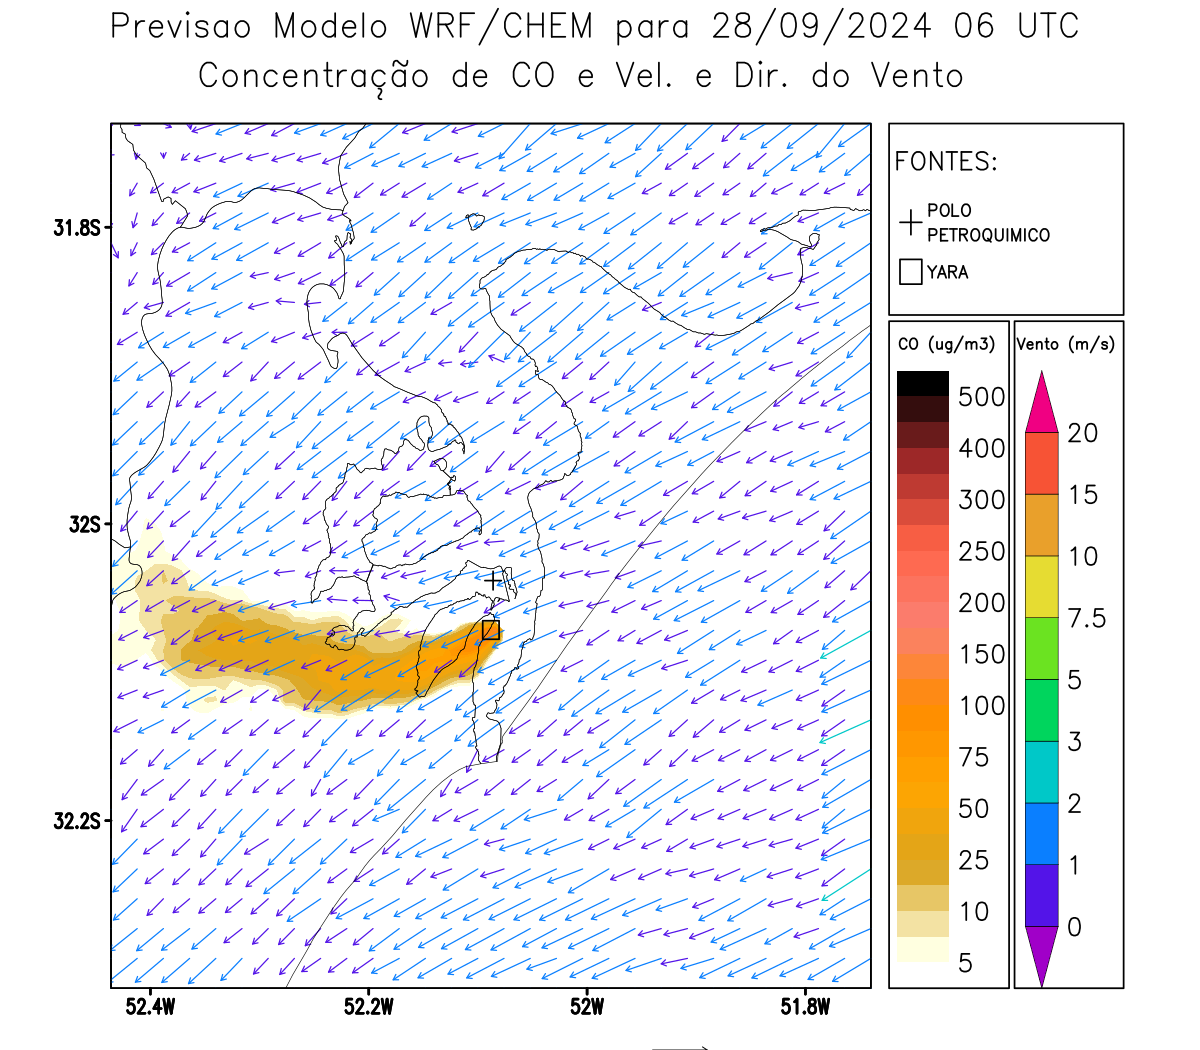 Previsao Modelo WRF/CHEM para 28/09/2024 06 UTC
Concentração de CO e Vel. e Dir. do Vento
FONTES:
POLO
PETROQUIMICO
YARA
31.8S
32S
32.2S
52.4W
52.2W
52W
51.8W
CO (ug/m3)
500
400
300
250
200
150
100
75
50
25
10
5
Vento (m/s)
20
15
10
7.5
5
3
2
1
0